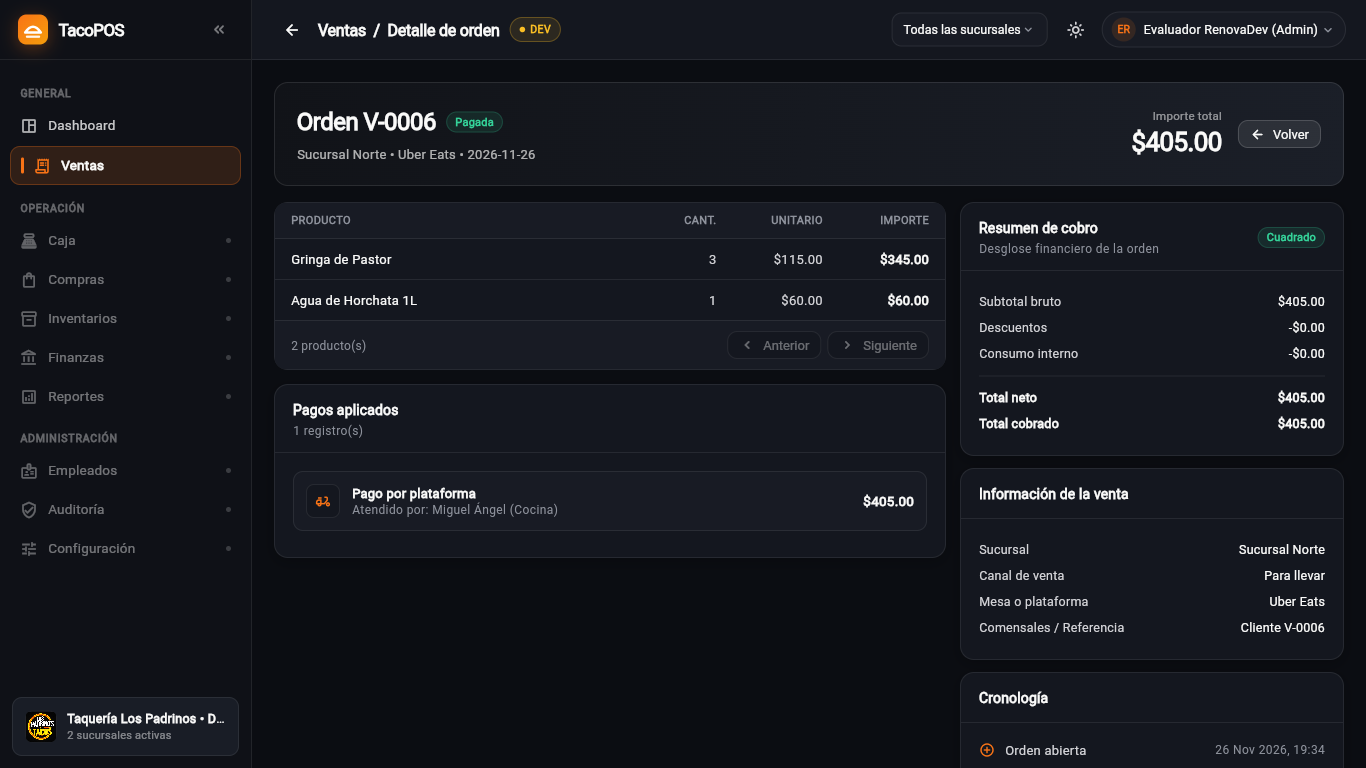 TacoPOS
Ventas / Detalle de orden
DEV
Todas las sucursales
ER
Evaluador RenovaDev (Admin)
GENERAL
Dashboard
Ventas
OPERACIÓN
Caja
Compras
Inventarios
Finanzas
Reportes
ADMINISTRACIÓN
Empleados
Auditoría
Configuración
LOS PADRINOS TACOS
Taquería Los Padrinos • D...
2 sucursales activas
Orden V-0006
Pagada
Sucursal Norte • Uber Eats • 2026-11-26
Importe total
$405.00
Volver
PRODUCTO CANT. UNITARIO IMPORTE
Gringa de Pastor 3 $115.00 $345.00
Agua de Horchata 1L 1 $60.00 $60.00
2 producto(s)
Anterior
Siguiente
Pagos aplicados
1 registro(s)
Pago por plataforma
Atendido por: Miguel Ángel (Cocina)
$405.00
Resumen de cobro
Desglose financiero de la orden
Cuadrado
Subtotal bruto $405.00
Descuentos -$0.00
Consumo interno -$0.00
Total neto $405.00
Total cobrado $405.00
Información de la venta
Sucursal Sucursal Norte
Canal de venta Para llevar
Mesa o plataforma Uber Eats
Comensales / Referencia Cliente V-0006
Cronología
Orden abierta 26 Nov 2026, 19:34